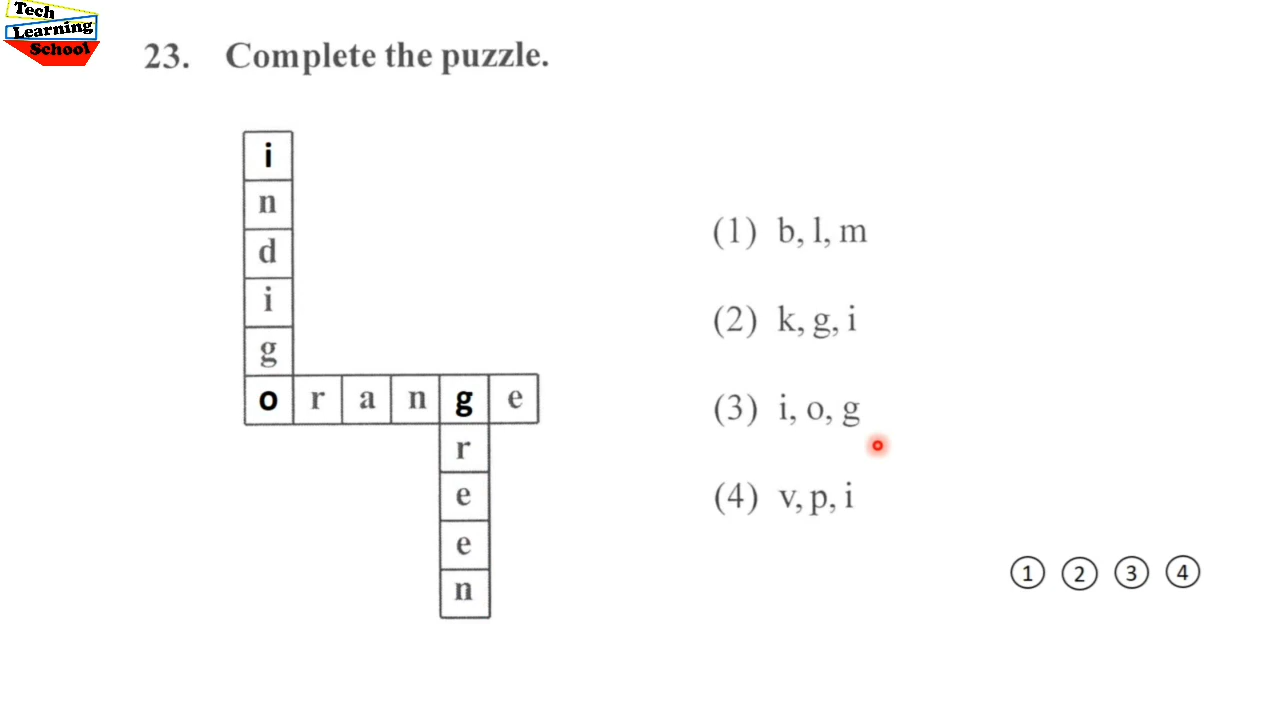 Tech
Learning
School
23. Complete the puzzle.
i
n
d
i
g
o r a n g e
r
e
e
n
(1) b, l, m
(2) k, g, i
(3) i, o, g
(4) v, p, i
1 2 3 4